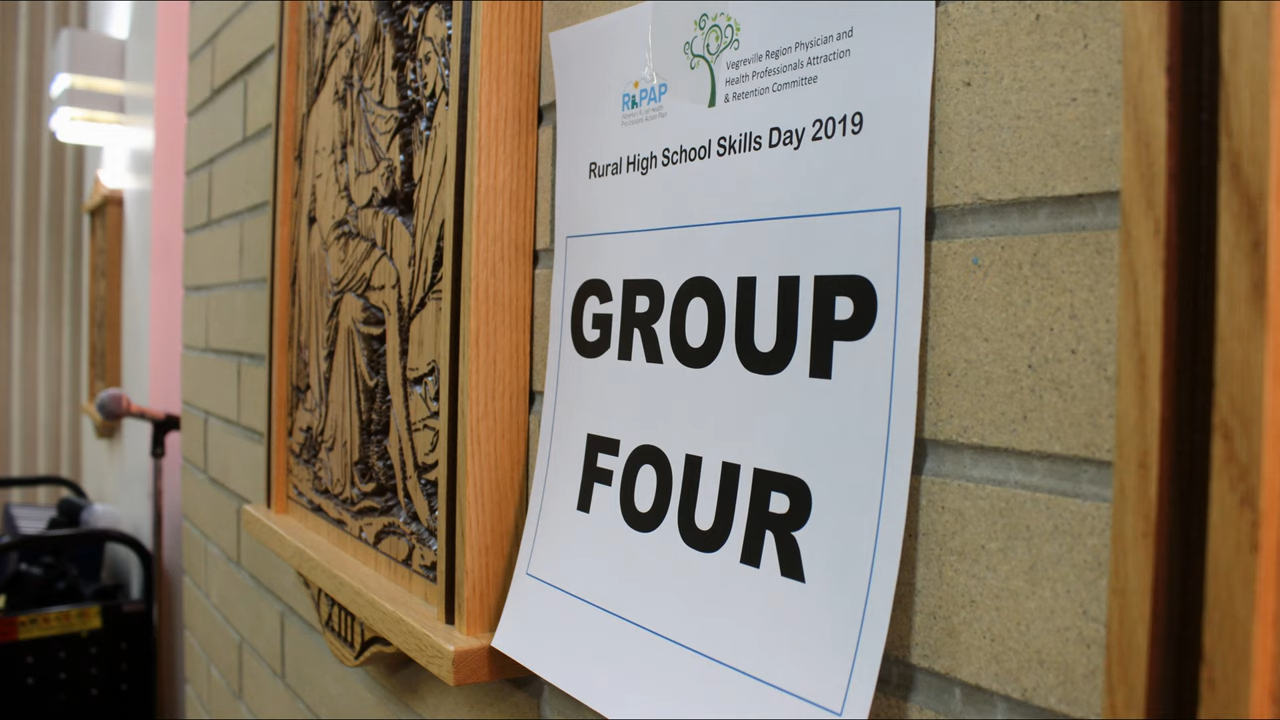 XIII
RhPAP
Vegreville Region Physician and
Health Professionals Attraction
& Retention Committee
Rural High School Skills Day 2019
GROUP
FOUR